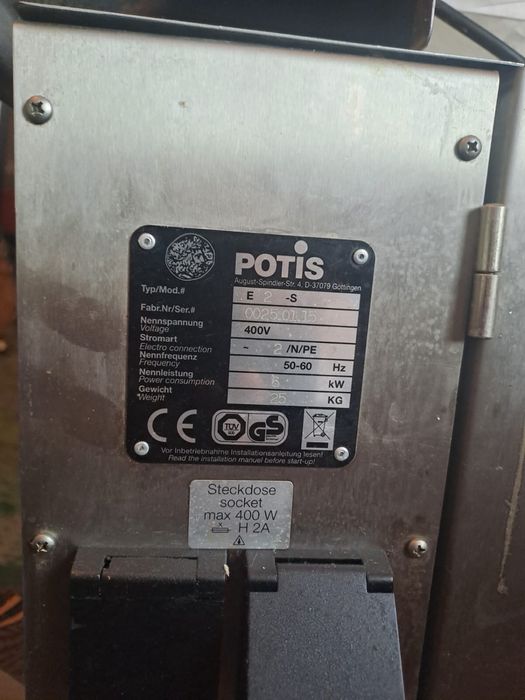 POTIS
August-Spindler-Str. 4, D-37079 Göttingen
Typ/Mod.# E 2 -S
Fabr.Nr/Ser.#
Nennspannung
Voltage 400V
Stromart
Electro connection ~ 2 /N/PE
Nennfrequenz
Frequency 50-60 Hz
Nennleistung
Power consumption kW
Gewicht
Weight 25 KG
CE TÜV GS
Vor Inbetriebnahme Installationsanleitung lesen!
Read the installation manuel before start-up!
Steckdose
socket
max 400 W
H 2A